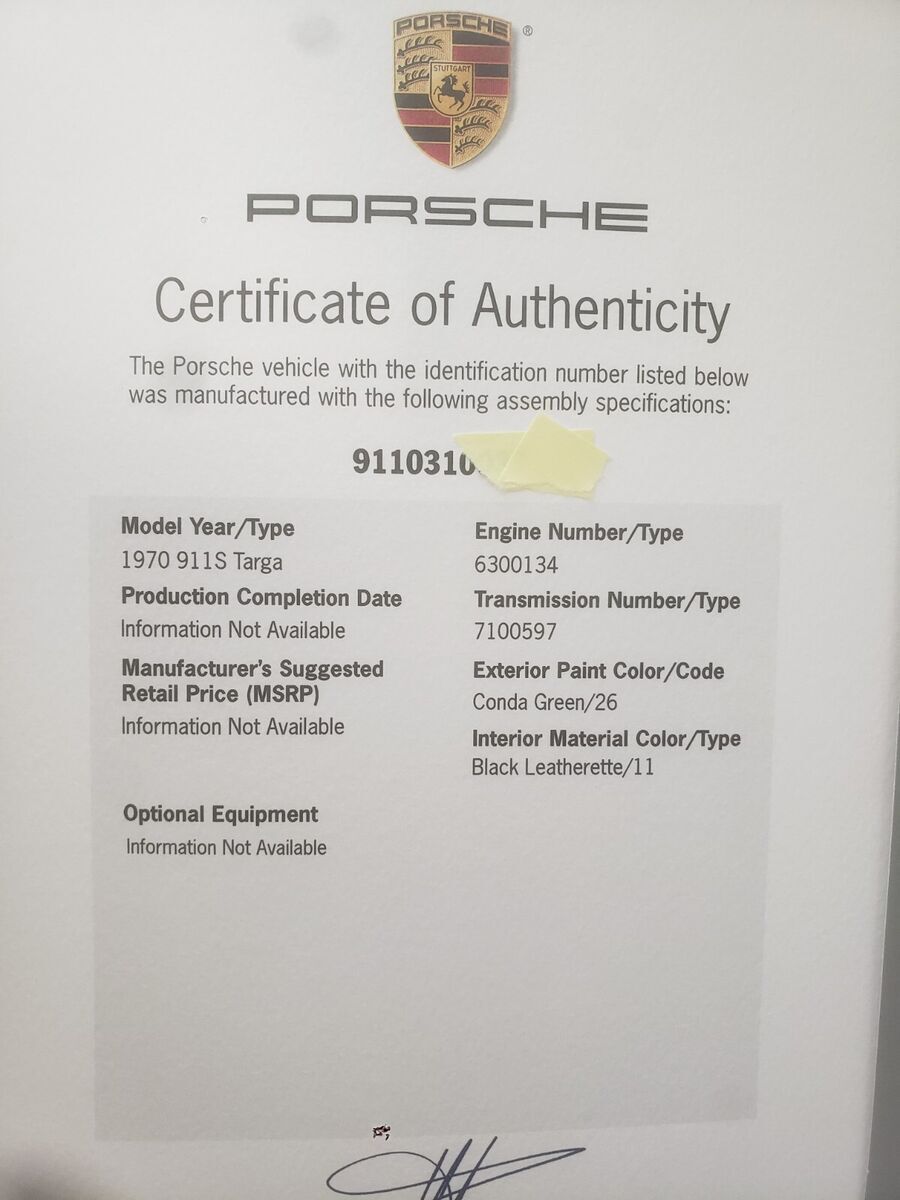 PORSCHE
STUTTGART
®
PORSCHE
Certificate of Authenticity
The Porsche vehicle with the identification number listed below
was manufactured with the following assembly specifications:
9110310
Model Year/Type
1970 911S Targa
Production Completion Date
Information Not Available
Manufacturer's Suggested
Retail Price (MSRP)
Information Not Available
Optional Equipment
Information Not Available
Engine Number/Type
6300134
Transmission Number/Type
7100597
Exterior Paint Color/Code
Conda Green/26
Interior Material Color/Type
Black Leatherette/11